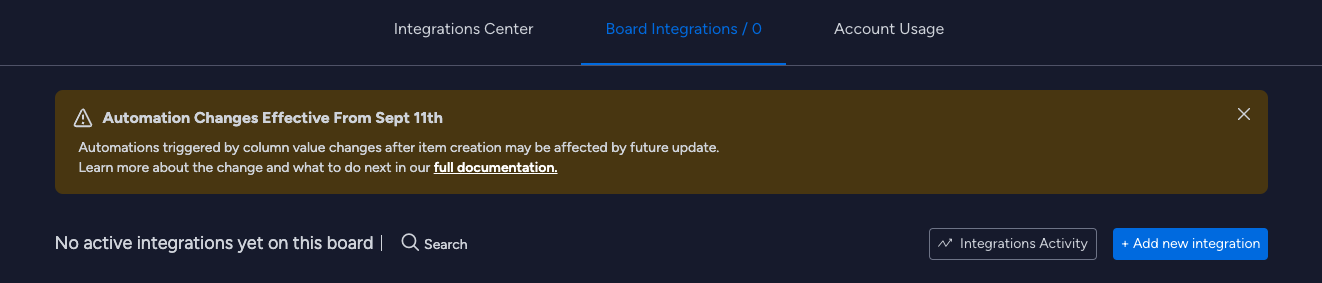 Integrations Center
Board Integrations / 0
Account Usage
Automation Changes Effective From Sept 11th
Automations triggered by column value changes after item creation may be affected by future update.
Learn more about the change and what to do next in our full documentation.
No active integrations yet on this board
Search
Integrations Activity
+ Add new integration